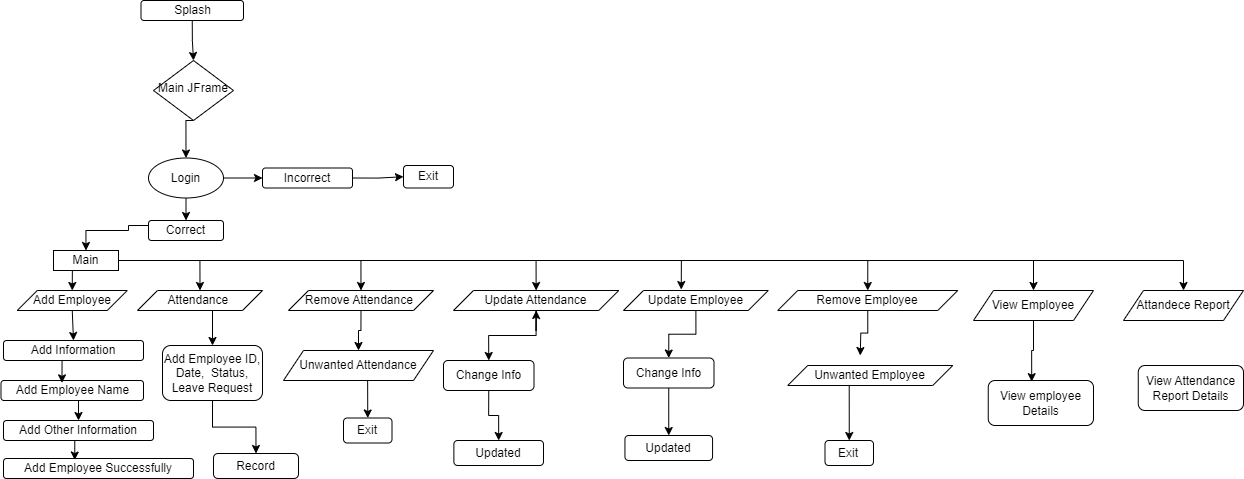 Splash
Main JFrame
Login
Incorrect
Exit
Correct
Main
Add Employee
Attendance
Remove Attendance
Update Attendance
Update Employee
Remove Employee
View Employee
Attandece Report
Add Information
Add Employee ID,
Date,  Status,
Leave Request
Unwanted Attendance
Change Info
Change Info
Unwanted Employee
View employee
Details
View Attendance
Report Details
Add Employee Name
Add Other Information
Exit
Updated
Updated
Exit
Add Employee Successfully
Record